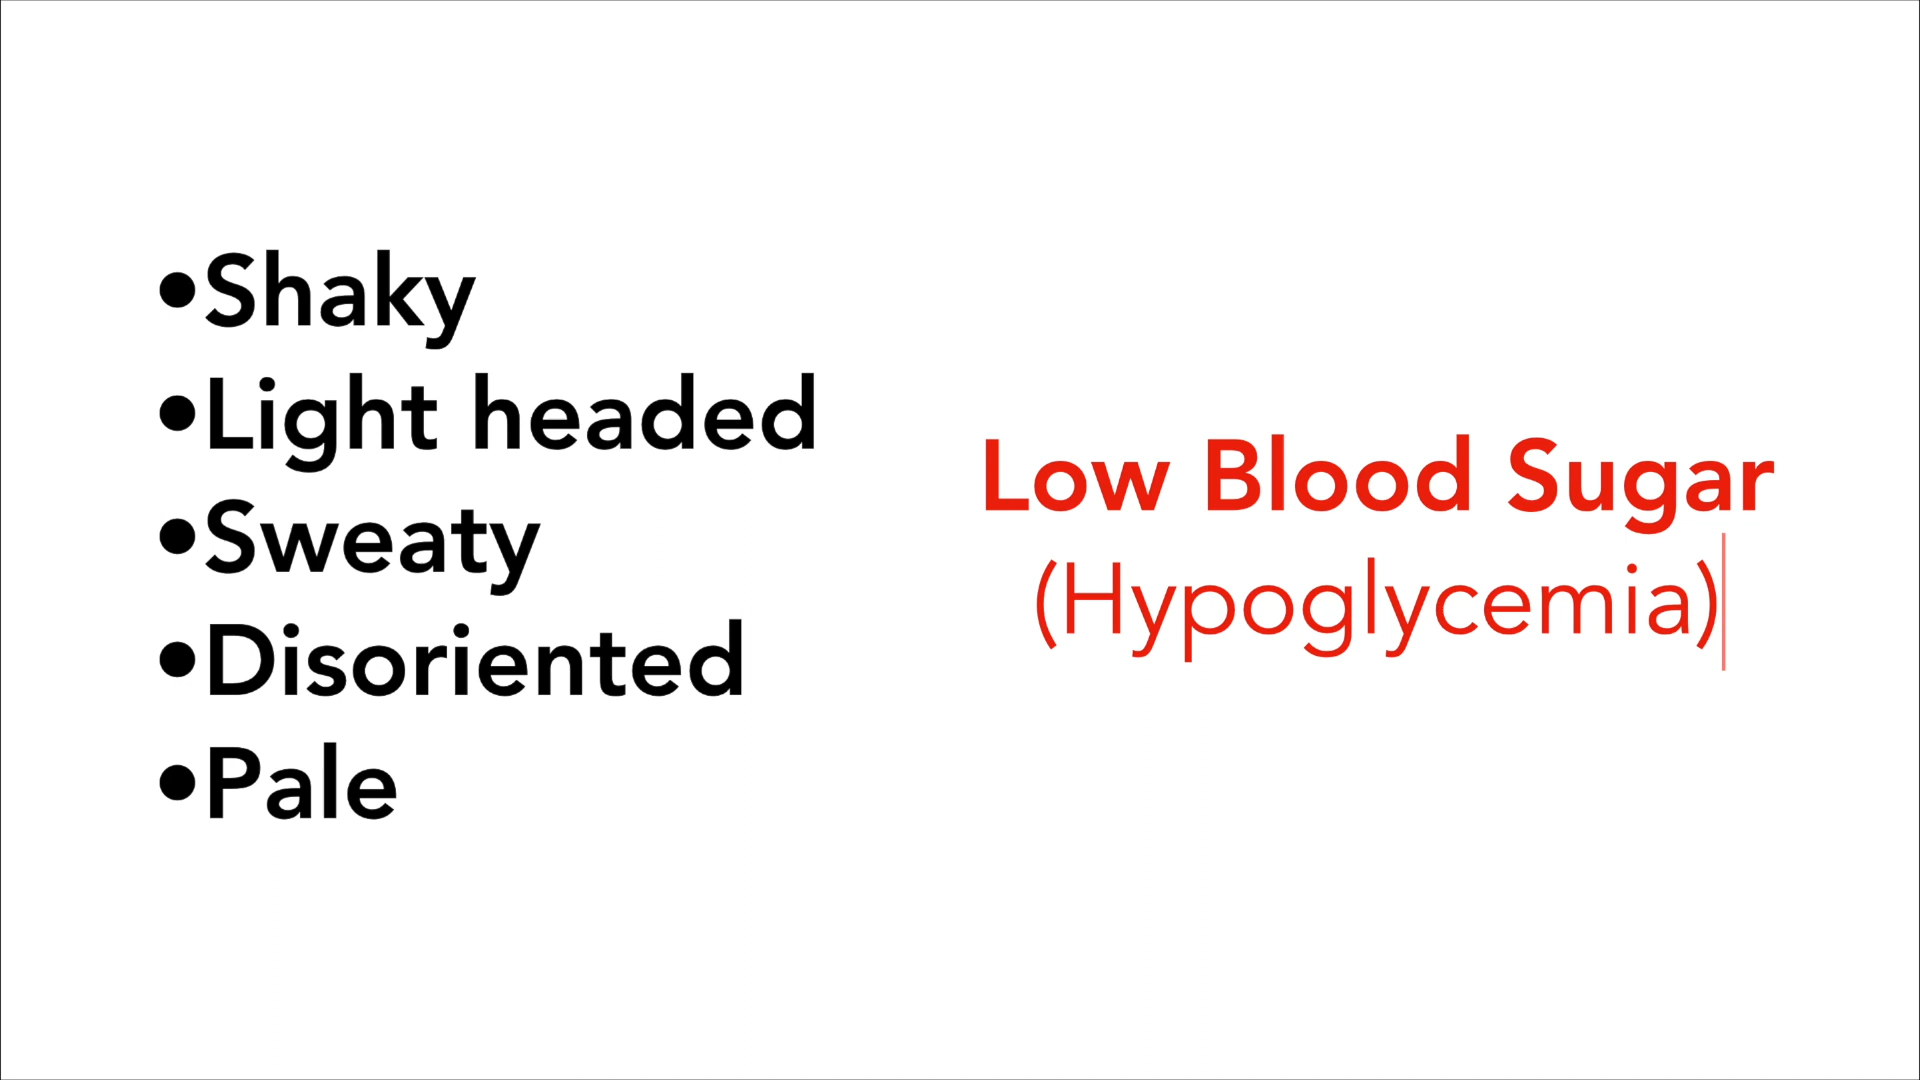 •Shaky
•Light headed
•Sweaty
•Disoriented
•Pale
Low Blood Sugar
(Hypoglycemia)